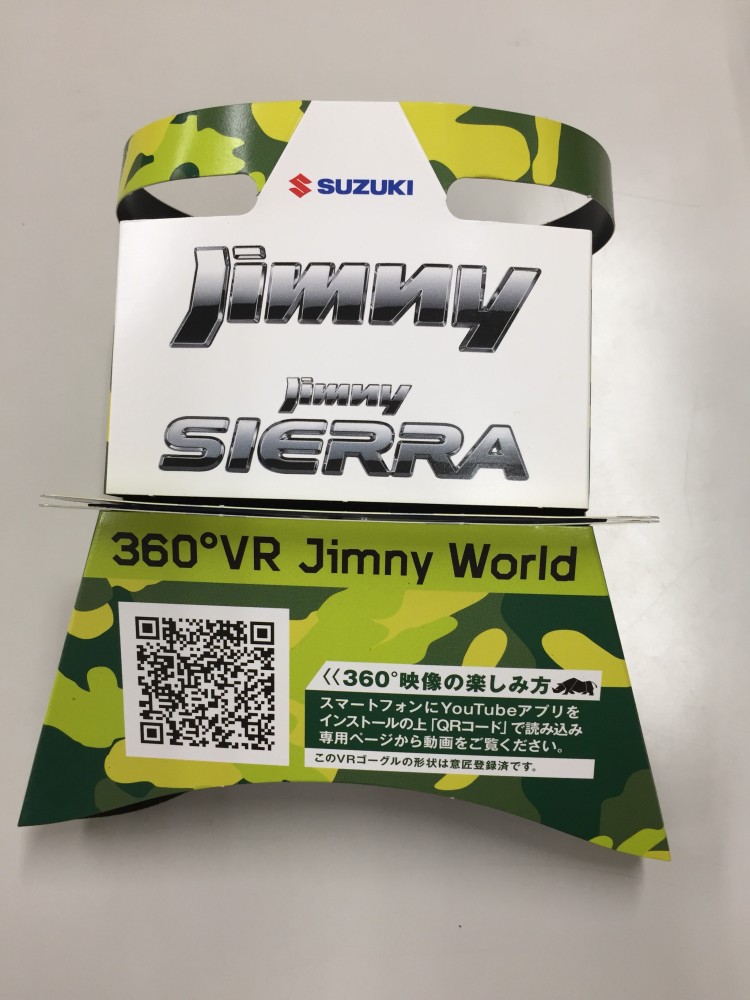 SUZUKI
Jimny
Jimny
SIERRA
360°VR Jimny World
360°映像の楽しみ方
スマートフォンにYouTubeアプリを
インストールの上「QRコード」で読み込み
専用ページから動画をご覧ください。
このVRゴーグルの形状は意匠登録済です。